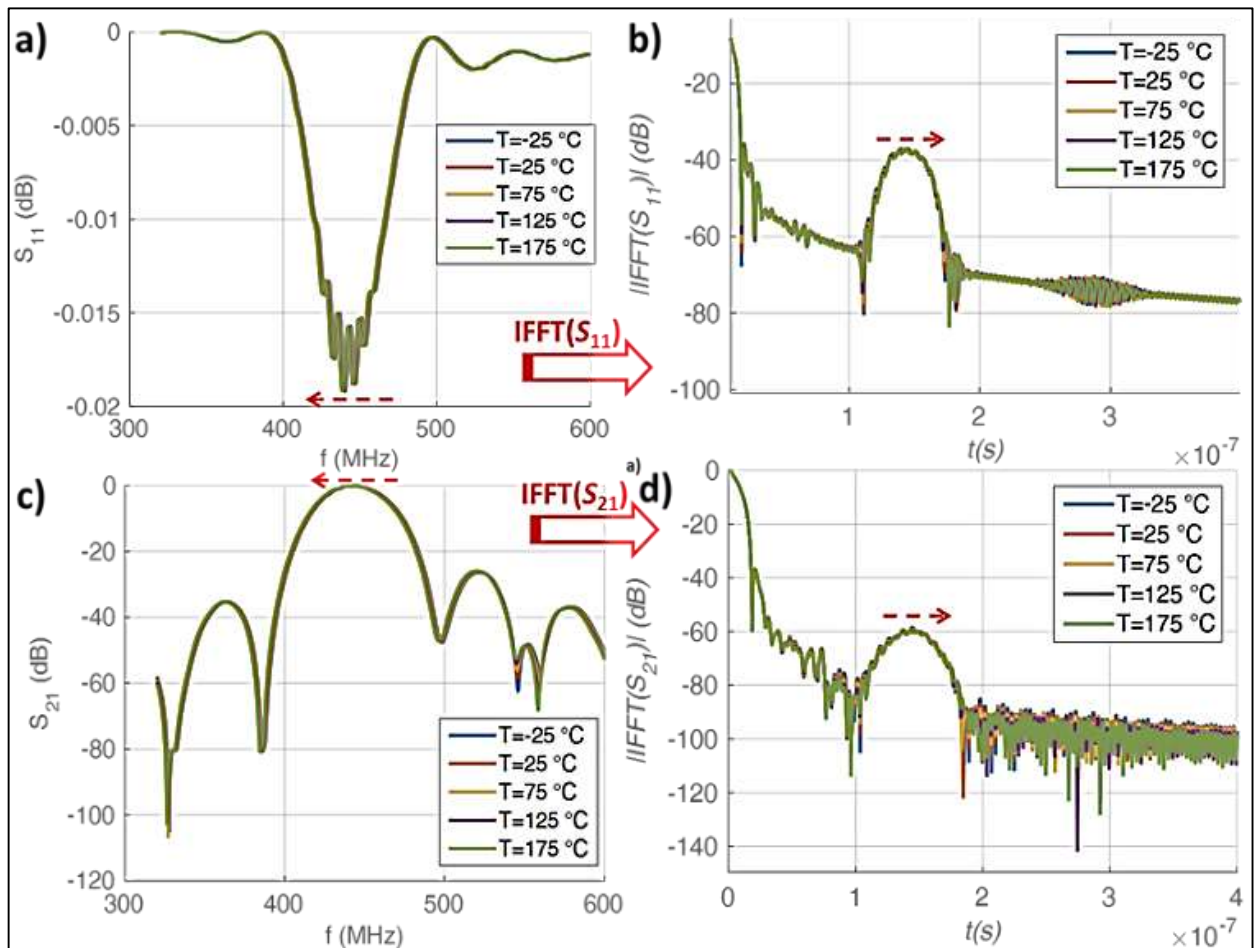 a)
0
-0.005
-0.01
-0.015
-0.02
S11 (dB)
300
400
500
600
f (MHz)
T=-25 °C
T=25 °C
T=75 °C
T=125 °C
T=175 °C
IFFT(S11)
b)
-20
-40
-60
-80
-100
|IFFT(S11)| (dB)
1
2
3
t(s)
×10-7
T=-25 °C
T=25 °C
T=75 °C
T=125 °C
T=175 °C
c)
0
-20
-40
-60
-80
-100
-120
S21 (dB)
300
400
500
600
f (MHz)
T=-25 °C
T=25 °C
T=75 °C
T=125 °C
T=175 °C
a)
IFFT(S21)
d)
0
-20
-40
-60
-80
-100
-120
-140
|IFFT(S21)| (dB)
0
1
2
3
4
t(s)
×10-7
T=-25 °C
T=25 °C
T=75 °C
T=125 °C
T=175 °C